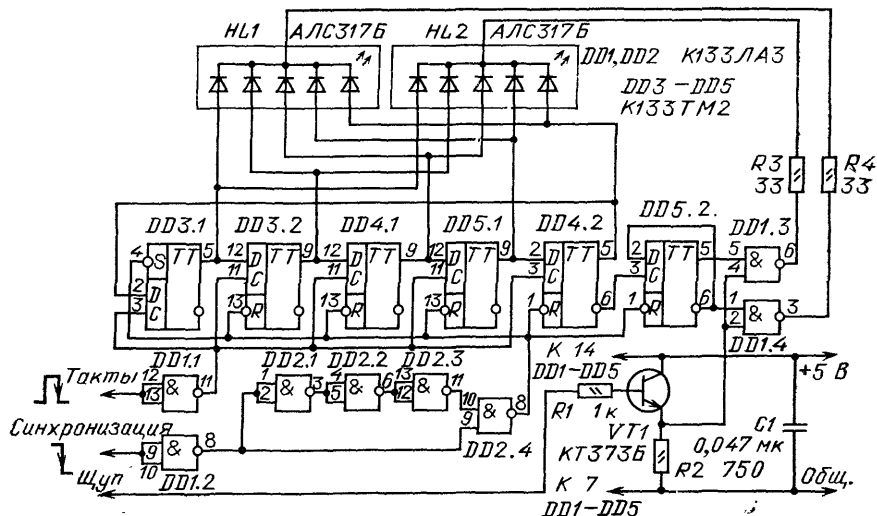 HL1 АЛС317Б HL2 АЛС317Б
DD1,DD2 К133ЛА3
DD3–DD5
К133ТМ2
R3
33
R4
33
DD3.1 DD3.2 DD4.1 DD5.1 DD4.2 DD5.2. DD1.3
4 S TT 5 12 D TT 9 12 D TT 9 12 D TT 9 2 D TT 5 2 D TT 5 5 & 6
11 C 11 C 11 C 3 C 3 C 4
2 D
3 C 13 R 13 R 13 R 1 R 6 1 R 6 1 2 & 3
DD1.1 DD2.1 DD2.2 DD2.3 К 14 DD1.4
DD1–DD5 +5 В
Такты 12 13 & 11 1 2 & 3 4 5 & 6 13 12 & 11
R1 1к
Синхронизация 10 9 & 8
9 10 & 8 DD2.4 VT1 C1
КТ373Б 0,047 мк
DD1.2 R2 750
Щуп К 7 Общ.
DD1–DD5